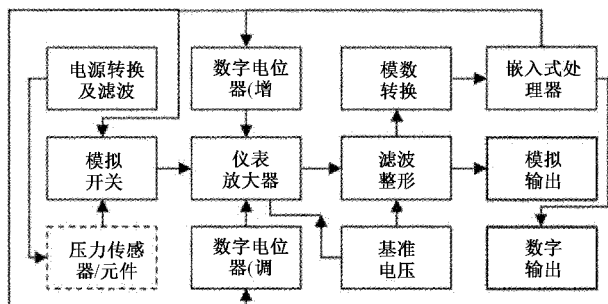 电源转换
及滤波
数字电位
器(增
模数
转换
嵌入式处
理器
模拟
开关
仪表
放大器
滤波
整形
模拟
输出
压力传感
器/元件
数字电位
器(调
基准
电压
数字
输出